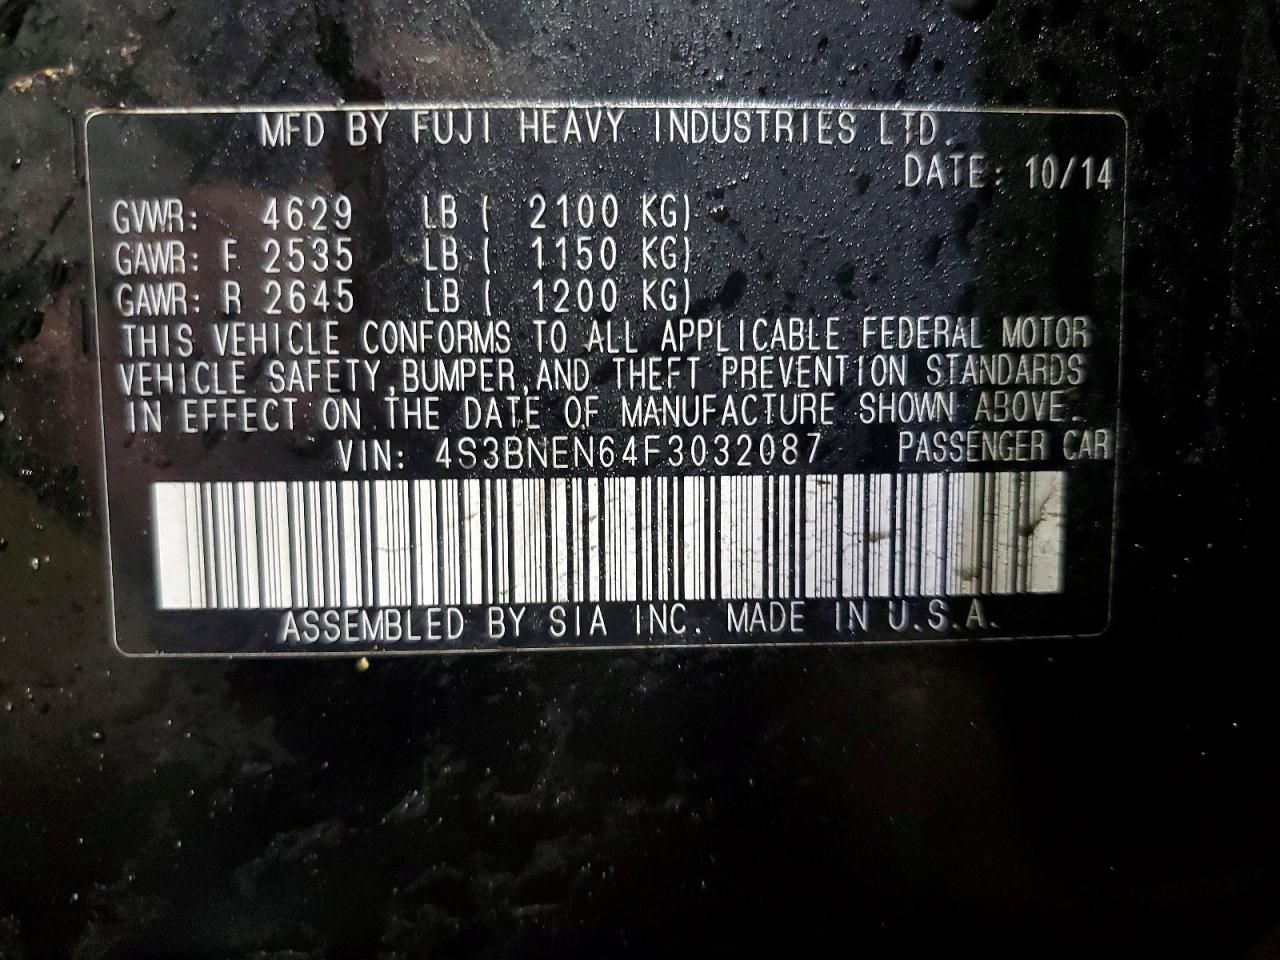 MFD BY FUJI HEAVY INDUSTRIES LTD.
DATE: 10/14
GVWR: 4629 LB ( 2100 KG)
GAWR: F 2535 LB ( 1150 KG)
GAWR: R 2645 LB ( 1200 KG)
THIS VEHICLE CONFORMS TO ALL APPLICABLE FEDERAL MOTOR
VEHICLE SAFETY,BUMPER,AND THEFT PREVENTION STANDARDS
IN EFFECT ON THE DATE OF MANUFACTURE SHOWN ABOVE.
VIN: 4S3BNEN64F3032087 PASSENGER CAR
ASSEMBLED BY SIA INC. MADE IN U.S.A.